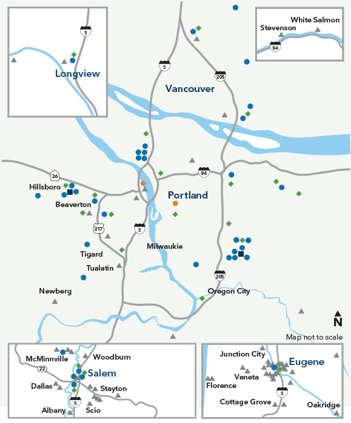 5
Longview
5
205
Vancouver
205
White Salmon
Stevenson
84
26
84
Hillsboro
Beaverton
Portland
217
5
Milwaukie
Tigard
Tualatin
205
Newberg
Oregon City
N
Map not to scale
22
McMinnville
Woodburn
Salem
Dallas
Stayton
5
Albany
Scio
Junction City
Eugene
Veneta
Florence
5
Cottage Grove
Oakridge